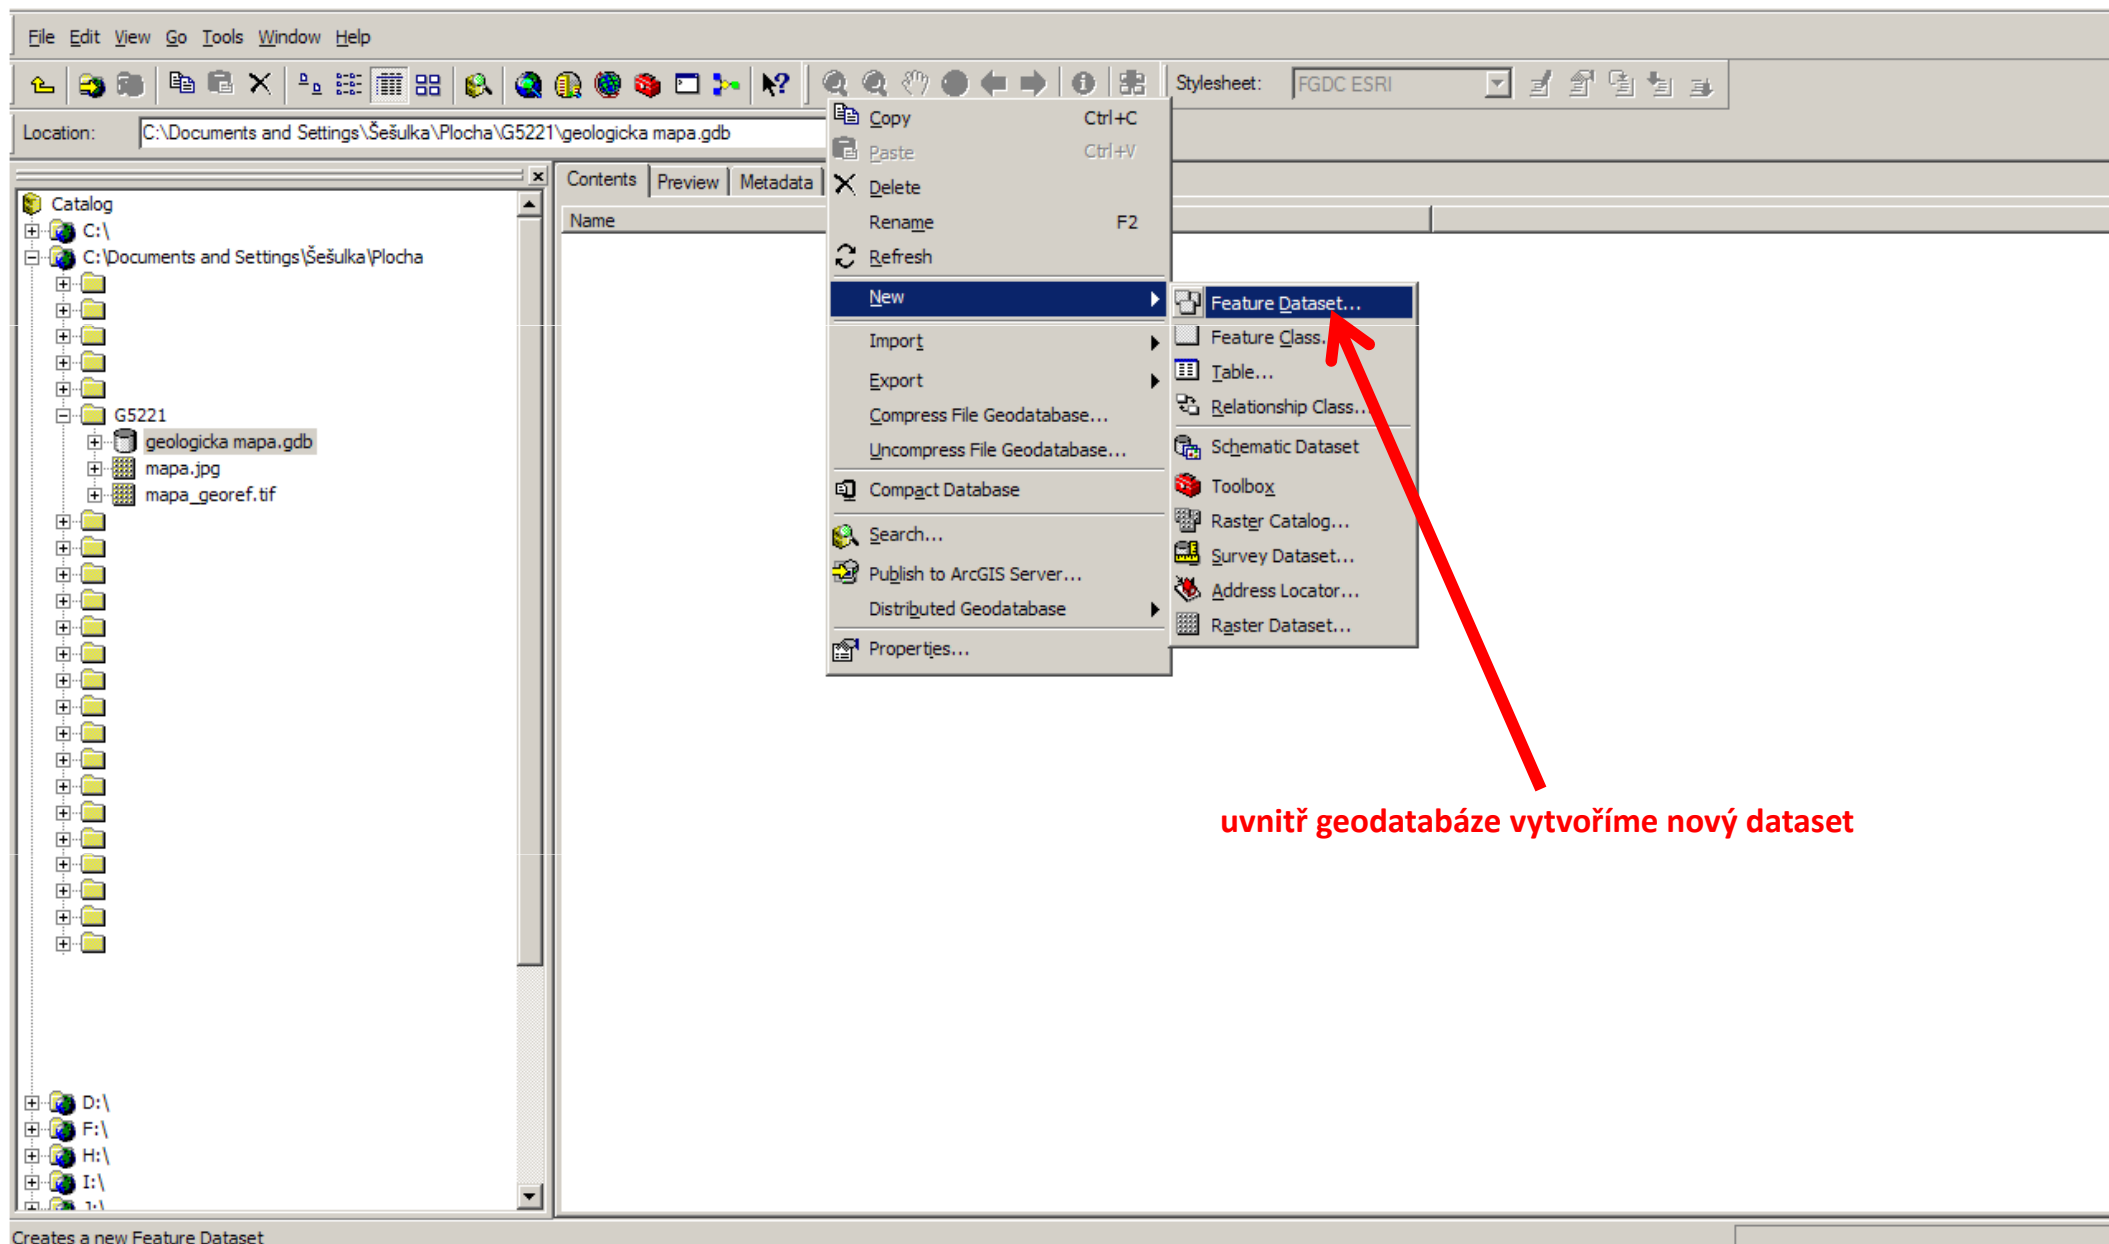 File Edit View Go Tools Window Help
Stylesheet: FGDC ESRI
Location: C:\Documents and Settings\Šešulka\Plocha\G5221\geologicka mapa.gdb
Catalog
C:\
C:\Documents and Settings\Šešulka\Plocha
G5221
geologicka mapa.gdb
mapa.jpg
mapa_georef.tif
D:\
F:\
H:\
I:\
Contents Preview Metadata
Name
Copy Ctrl+C
Paste Ctrl+V
Delete
Rename F2
Refresh
New
Import
Export
Compress File Geodatabase...
Uncompress File Geodatabase...
Compact Database
Search...
Publish to ArcGIS Server...
Distributed Geodatabase
Properties...
Feature Dataset...
Feature Class.
Table...
Relationship Class...
Schematic Dataset
Toolbox
Raster Catalog...
Survey Dataset...
Address Locator...
Raster Dataset...
uvnitř geodatabáze vytvoříme nový dataset
Creates a new Feature Dataset